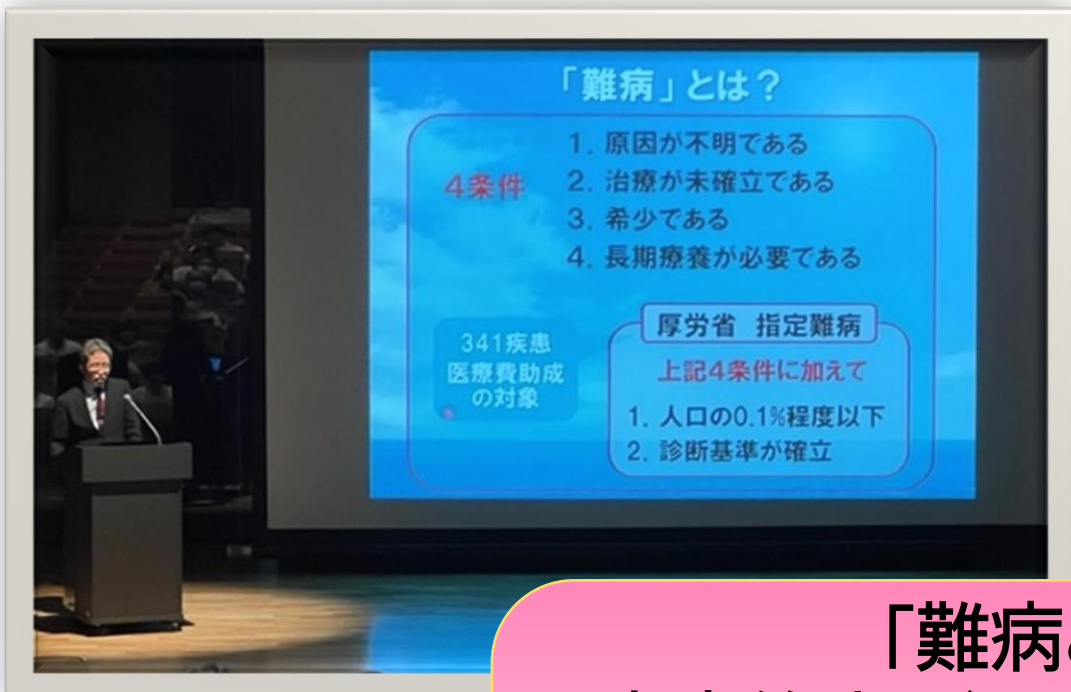 「難病」とは?
4条件
1. 原因が不明である
2. 治療が未確立である
3. 希少である
4. 長期療養が必要である
341疾患
医療費助成
の対象
厚労省 指定難病
上記4条件に加えて
1. 人口の0.1%程度以下
2. 診断基準が確立
「難病